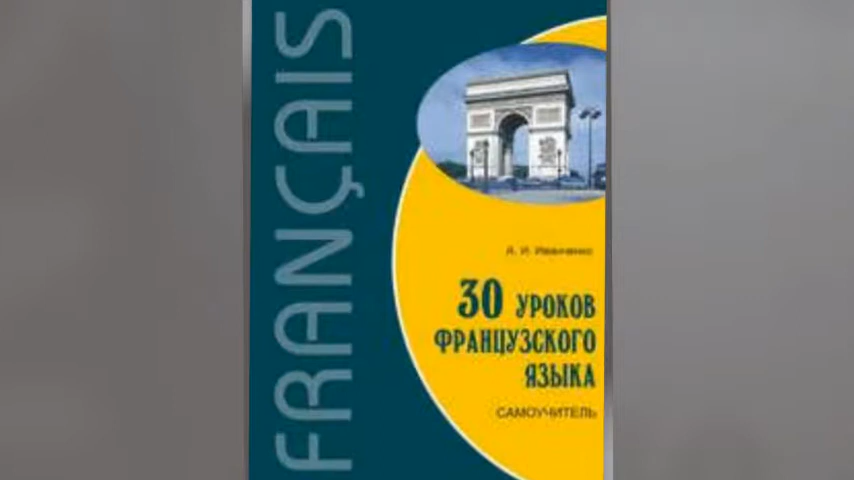 FRANÇAIS
А. И. Иванченко
30 УРОКОВ
ФРАНЦУЗСКОГО
ЯЗЫКА
САМОУЧИТЕЛЬ